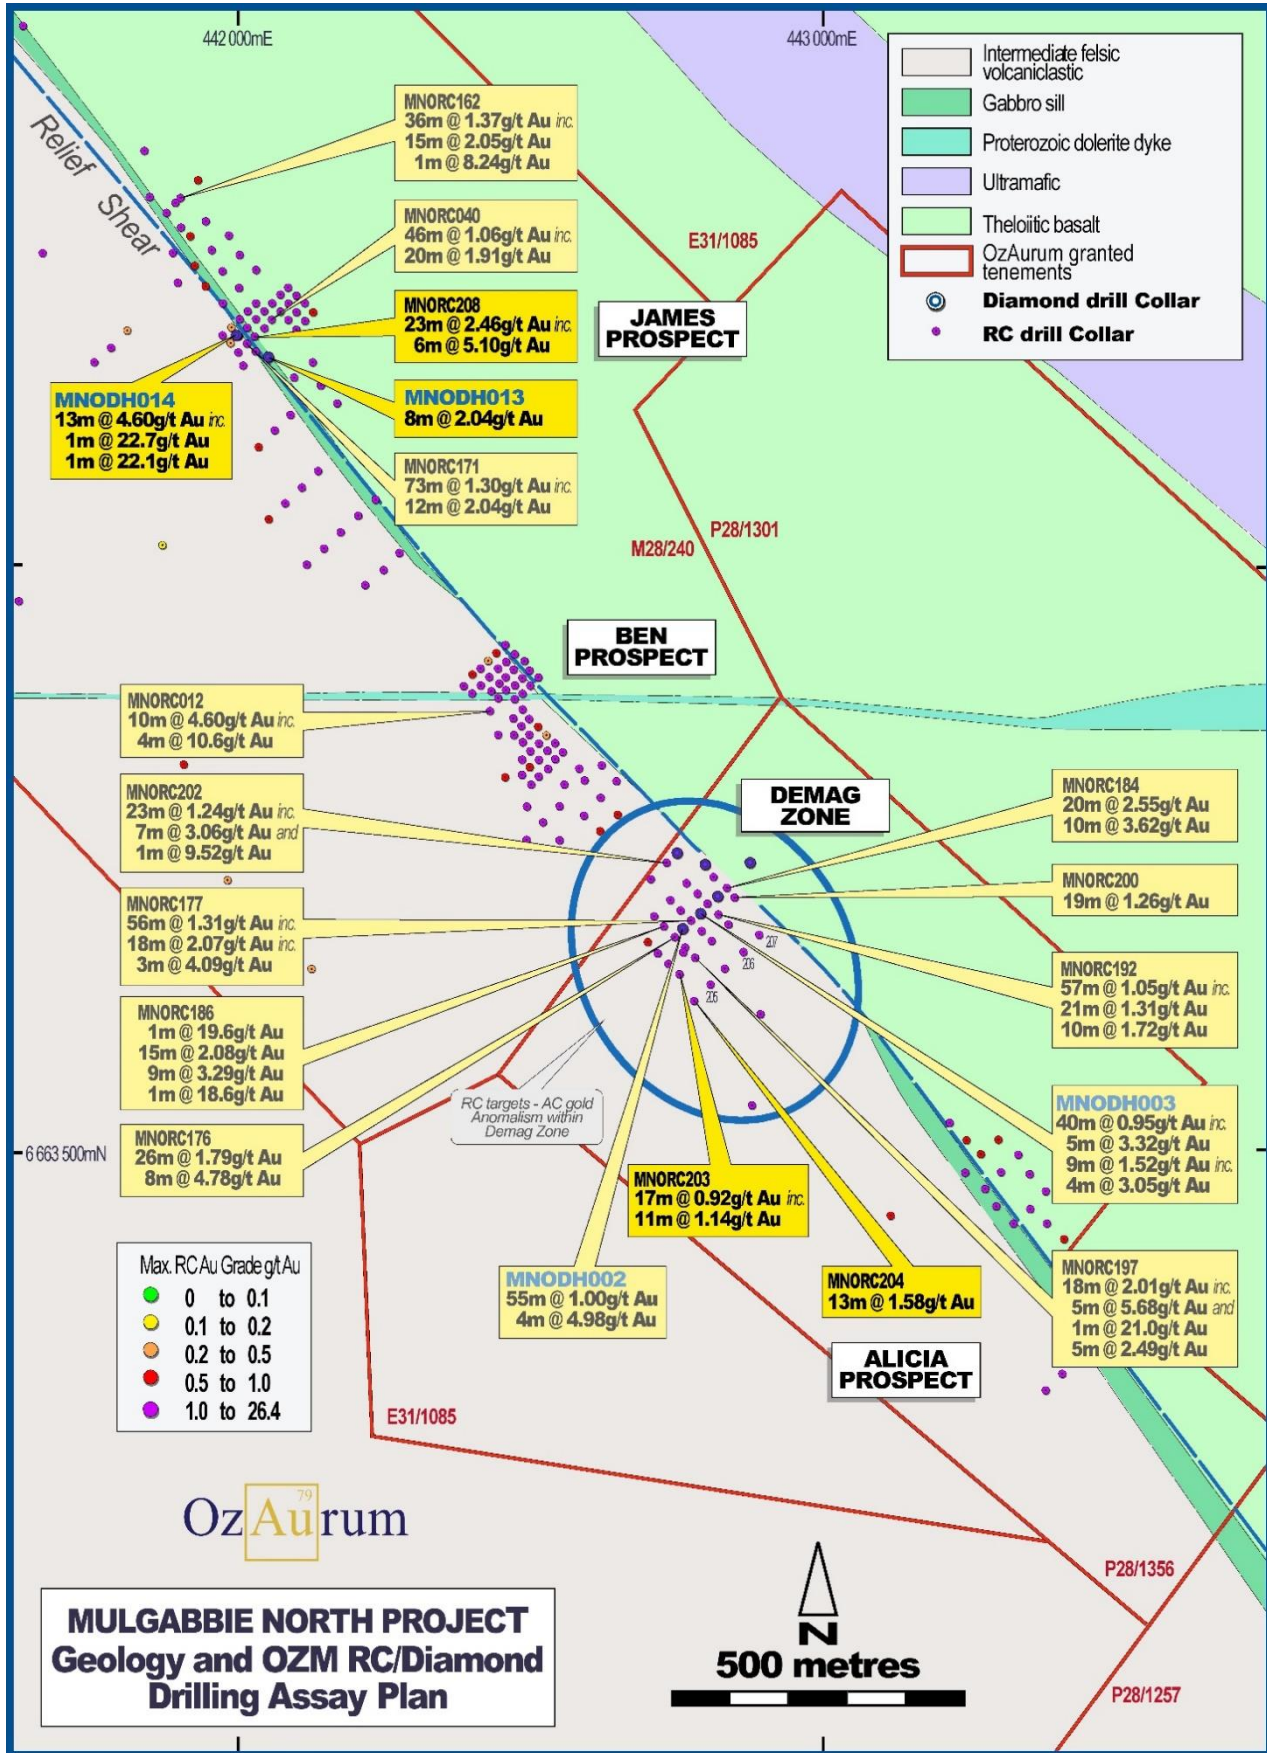 442 000mE
443 000mE
Intermediate felsic
volcaniclastic
Gabbro sill
Proterozoic dolerite dyke
Ultramafic
Theloiitic basalt
OzAurum granted
tenements
Diamond drill Collar
RC drill Collar
Relief Shear
MNORC162
36m @ 1.37g/t Au inc.
15m @ 2.05g/t Au
1m @ 8.24g/t Au
MNORC040
46m @ 1.06g/t Au inc.
20m @ 1.91g/t Au
E31/1085
MNORC208
23m @ 2.46g/t Au inc.
6m @ 5.10g/t Au
JAMES
PROSPECT
MNODH014
13m @ 4.60g/t Au inc.
1m @ 22.7g/t Au
1m @ 22.1g/t Au
MNODH013
8m @ 2.04g/t Au
MNORC171
73m @ 1.30g/t Au inc.
12m @ 2.04g/t Au
P28/1301
M28/240
BEN
PROSPECT
MNORC012
10m @ 4.60g/t Au inc.
4m @ 10.6g/t Au
MNORC202
23m @ 1.24g/t Au inc.
7m @ 3.06g/t Au and
1m @ 9.52g/t Au
DEMAG
ZONE
MNORC184
20m @ 2.55g/t Au
10m @ 3.62g/t Au
MNORC200
19m @ 1.26g/t Au
MNORC177
56m @ 1.31g/t Au inc.
18m @ 2.07g/t Au inc.
3m @ 4.09g/t Au
207
206
205
MNORC192
57m @ 1.05g/t Au inc.
21m @ 1.31g/t Au
10m @ 1.72g/t Au
MNORC186
1m @ 19.6g/t Au
15m @ 2.08g/t Au
9m @ 3.29g/t Au
1m @ 18.6g/t Au
RC targets - AC gold
Anomalism within
Demag Zone
MNODH003
40m @ 0.95g/t Au inc.
5m @ 3.32g/t Au
9m @ 1.52g/t Au inc.
4m @ 3.05g/t Au
6 663 500mN
MNORC176
26m @ 1.79g/t Au
8m @ 4.78g/t Au
MNORC203
17m @ 0.92g/t Au inc.
11m @ 1.14g/t Au
MNODH002
55m @ 1.00g/t Au
4m @ 4.98g/t Au
MNORC204
13m @ 1.58g/t Au
MNORC197
18m @ 2.01g/t Au inc.
5m @ 5.68g/t Au and
1m @ 21.0g/t Au
5m @ 2.49g/t Au
ALICIA
PROSPECT
Max. RC Au Grade g/t Au
0 to 0.1
0.1 to 0.2
0.2 to 0.5
0.5 to 1.0
1.0 to 26.4
E31/1085
79
OzAurum
P28/1356
P28/1257
MULGABBIE NORTH PROJECT
Geology and OZM RC/Diamond
Drilling Assay Plan
N
500 metres